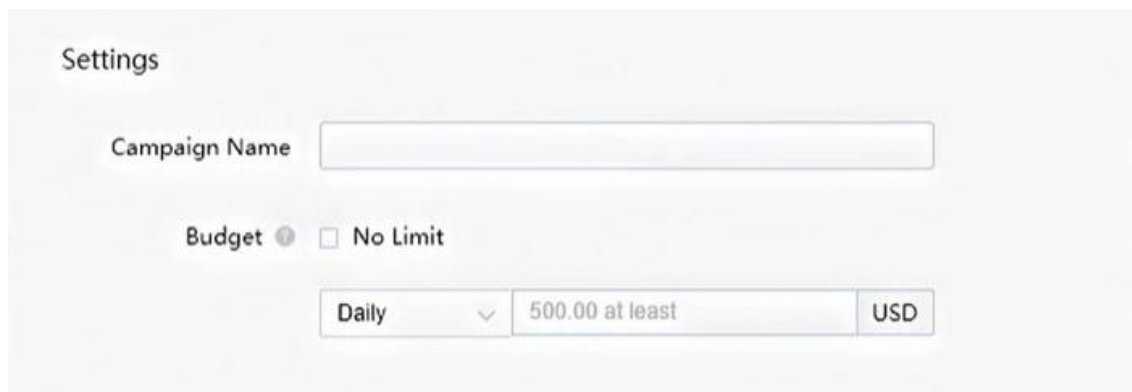 Settings
Campaign Name
Budget ? No Limit
Daily 500.00 at least USD